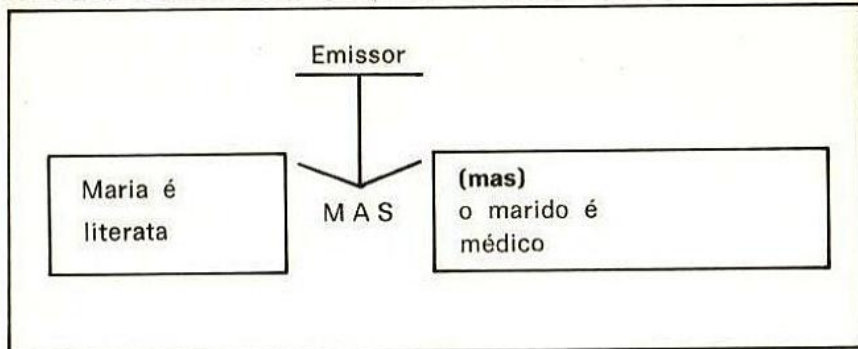 Emissor
Maria é
literata
MAS
(mas)
o marido é
médico